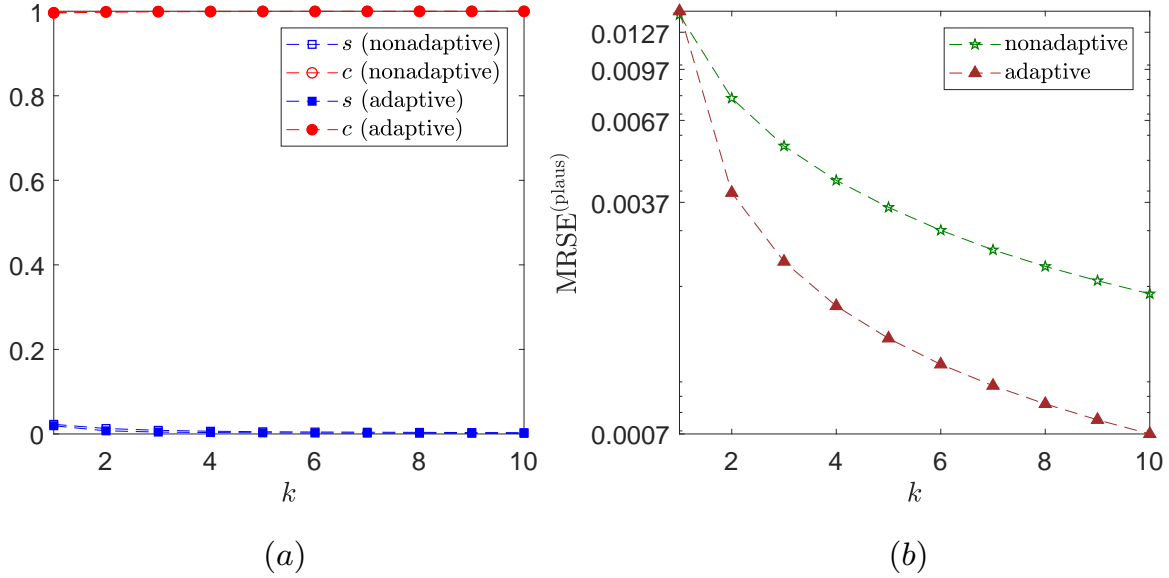 1
0.8
0.6
0.4
0.2
0
2 4 6 8 10
k
s (nonadaptive)
c (nonadaptive)
s (adaptive)
c (adaptive)
(a)
MRSE(plaus)
0.0127
0.0097
0.0067
0.0037
0.0007
2 4 6 8 10
k
nonadaptive
adaptive
(b)